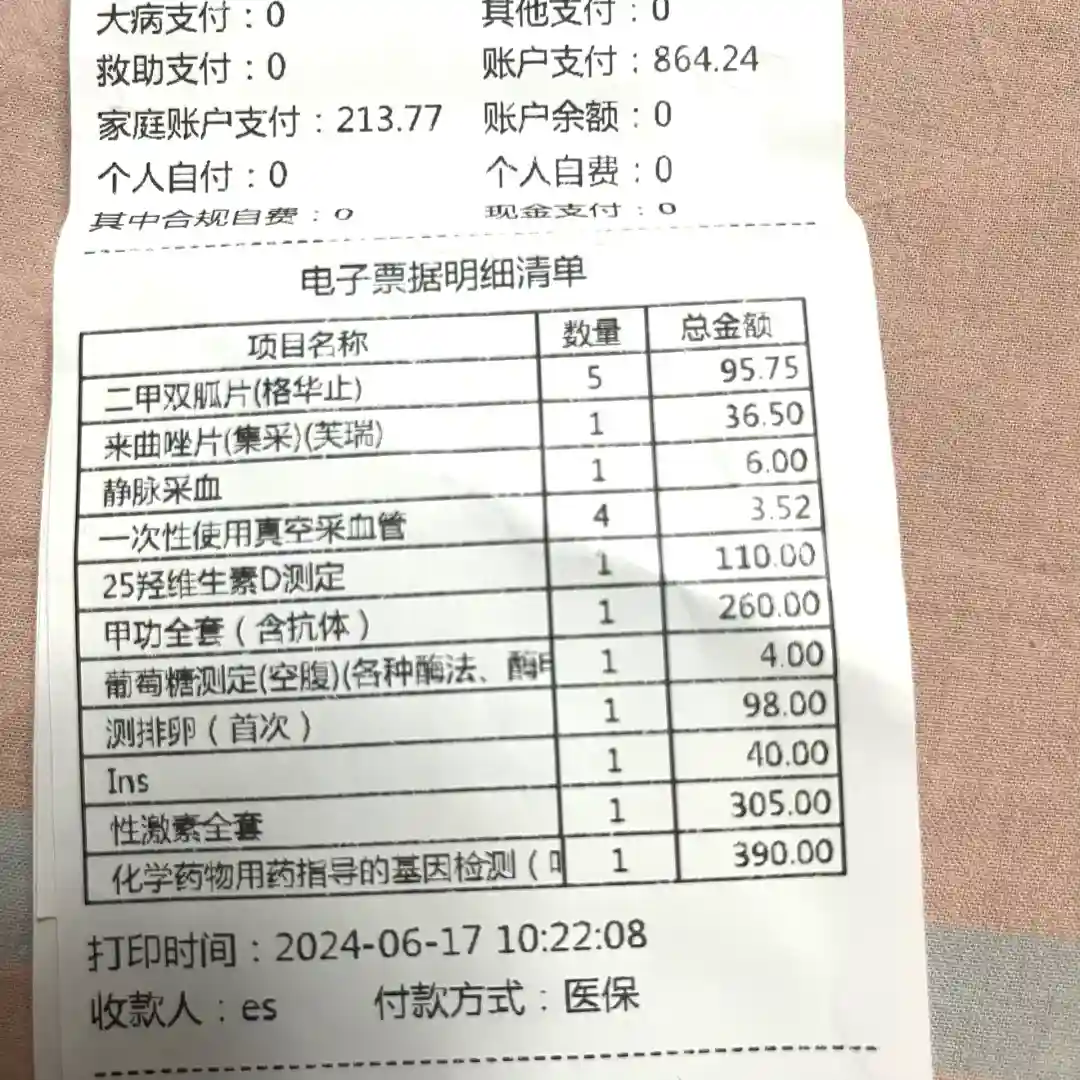 大病支付：0 其他支付：0
救助支付：0 账户支付：864.24
家庭账户支付：213.77 账户余额：0
个人自付：0 个人自费：0
其中合规自费：0 现金支付：0
电子票据明细清单
项目名称 数量 总金额
二甲双胍片(格华止) 5 95.75
来曲唑片(集采)(芙瑞) 1 36.50
静脉采血 1 6.00
一次性使用真空采血管 4 3.52
25羟维生素D测定 1 110.00
甲功全套（含抗体） 1 260.00
葡萄糖测定(空腹)(各种酶法、酶 1 4.00
测排卵（首次） 1 98.00
Ins 1 40.00
性激素全套 1 305.00
化学药物用药指导的基因检测（ 1 390.00
打印时间：2024-06-17 10:22:08
收款人：es 付款方式：医保